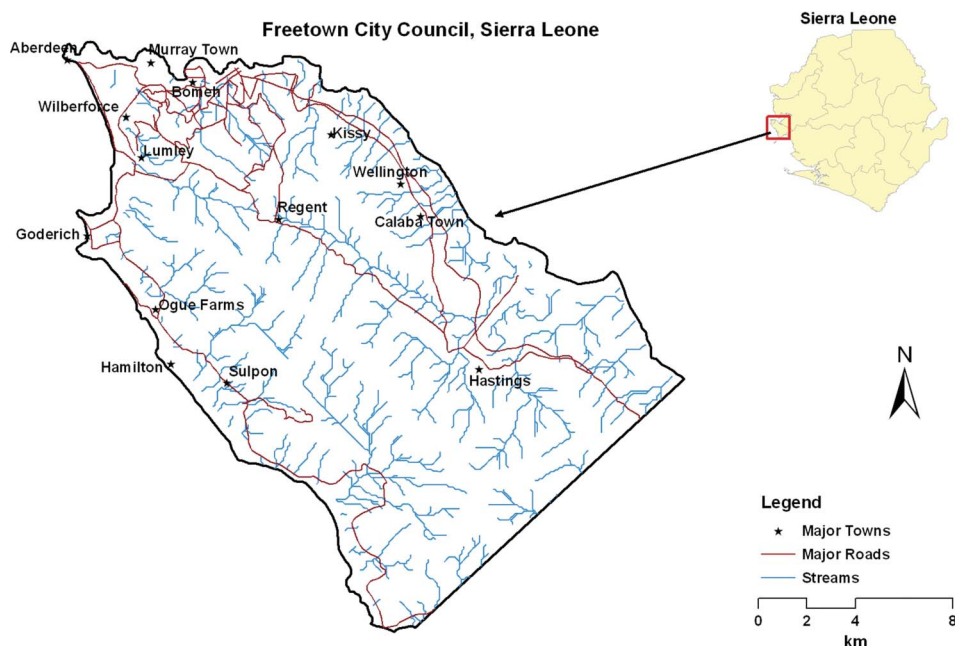 Freetown City Council, Sierra Leone
Sierra Leone
Aberdeen
Murray Town
Bomeh
Wilberforce
Kissy
Lumley
Wellington
Regent
Calaba Town
Goderich
Ogue Farms
Hamilton
Sulpon
Hastings
N
Legend
Major Towns
Major Roads
Streams
0 2 4 8
km